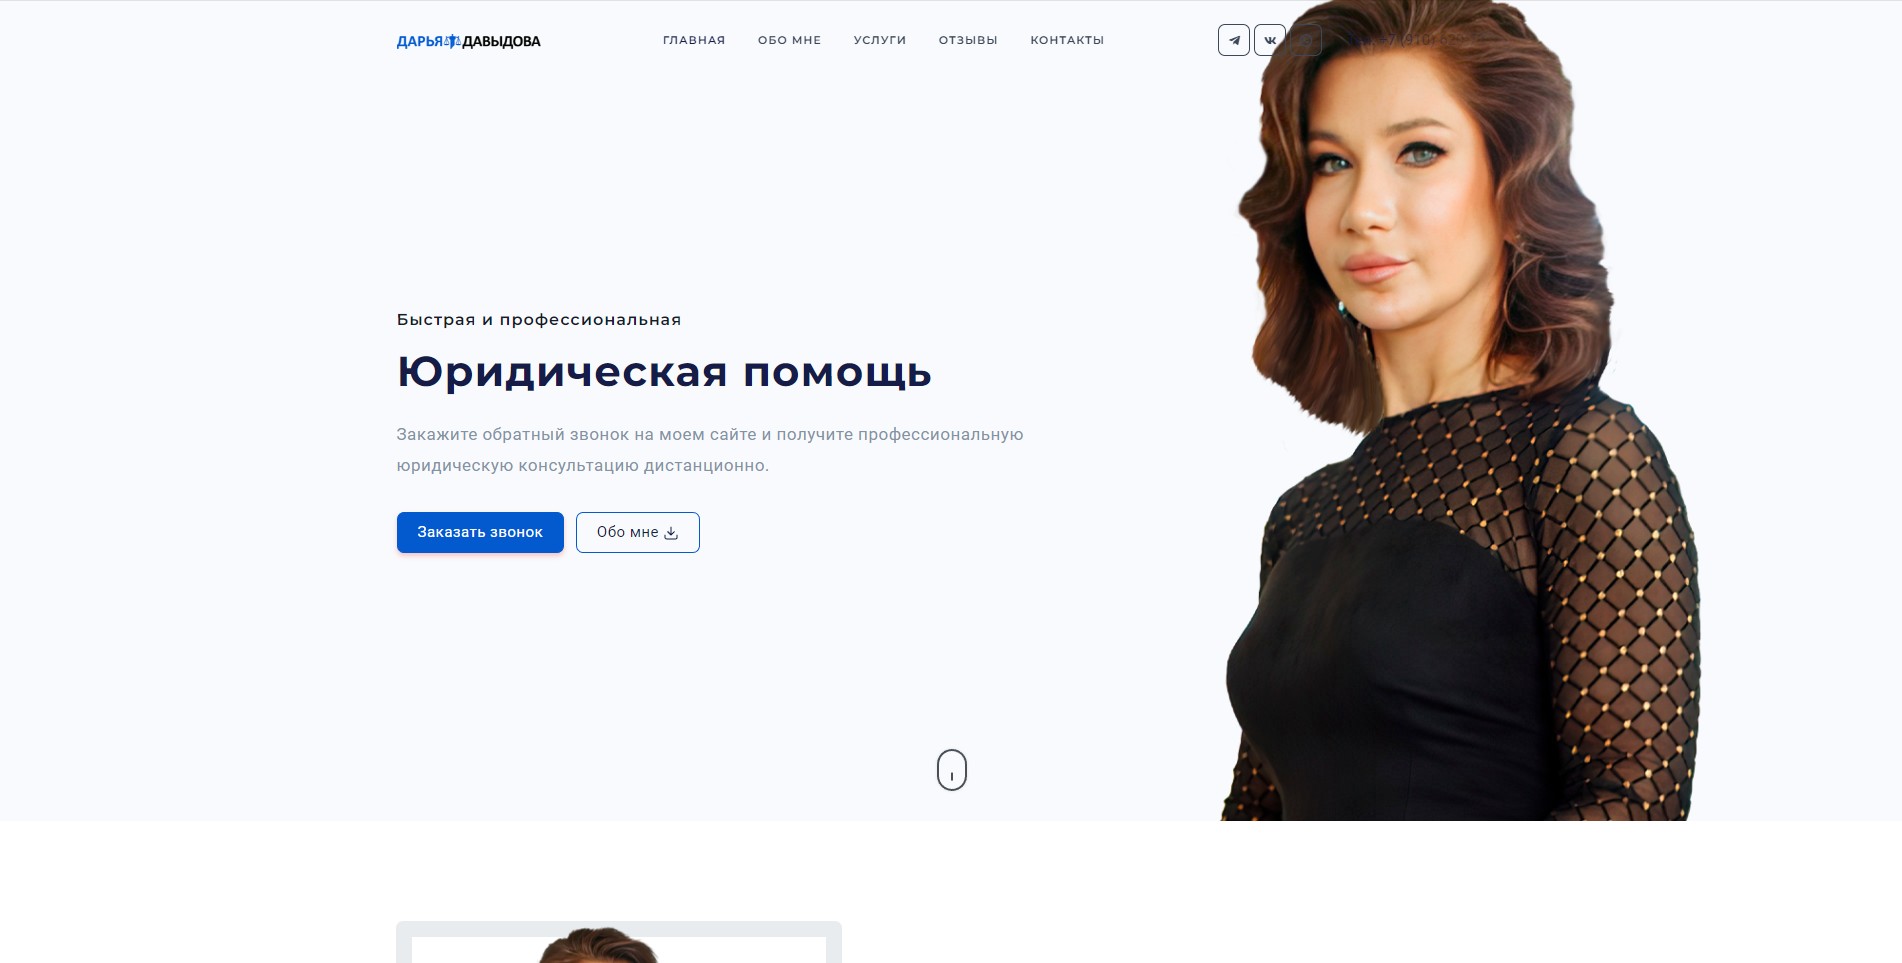 ДАРЬЯ ДАВЫДОВА
ГЛАВНАЯ
ОБО МНЕ
УСЛУГИ
ОТЗЫВЫ
КОНТАКТЫ
Быстрая и профессиональная
Юридическая помощь
Закажите обратный звонок на моем сайте и получите профессиональную
юридическую консультацию дистанционно.
Заказать звонок
Обо мне